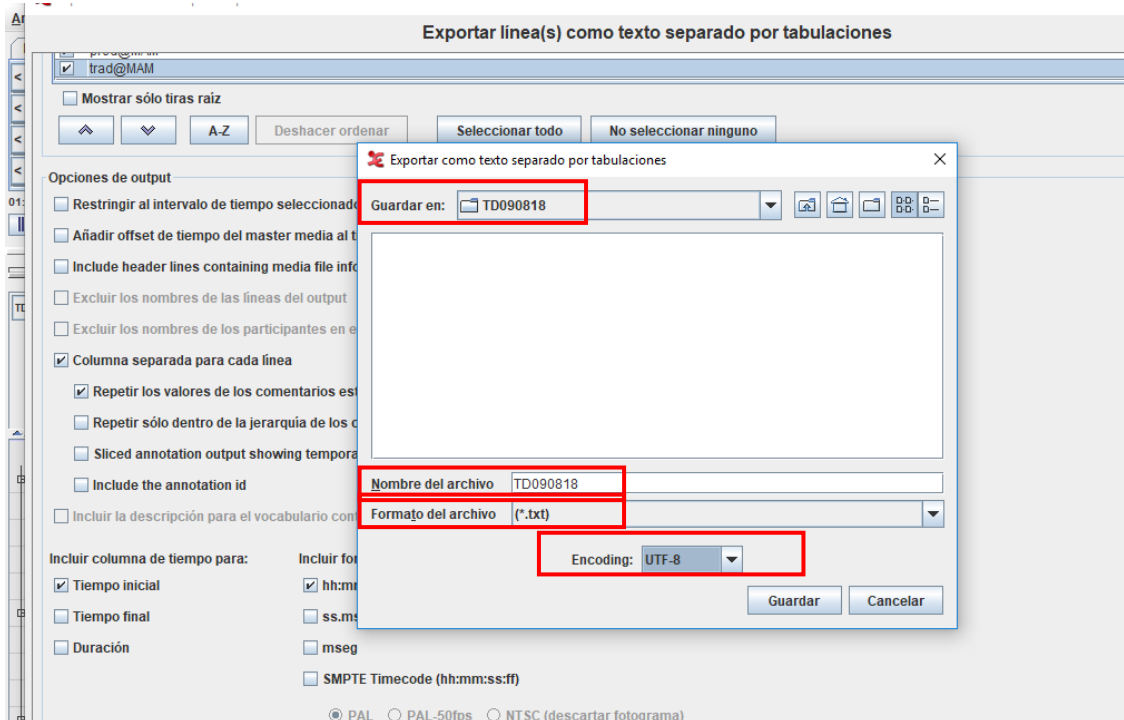 Exportar línea(s) como texto separado por tabulaciones
trad@MAM
Mostrar sólo tiras raíz
A-Z
Deshacer ordenar
Seleccionar todo
No seleccionar ninguno
Opciones de output
Restringir al intervalo de tiempo seleccionado
Añadir offset de tiempo del master media al t
Include header lines containing media file info
Excluir los nombres de las líneas del output
Excluir los nombres de los participantes en e
Columna separada para cada línea
Repetir los valores de los comentarios est
Repetir sólo dentro de la jerarquía de los c
Sliced annotation output showing tempora
Include the annotation id
Incluir la descripción para el vocabulario cont
Incluir columna de tiempo para:
Tiempo inicial
Tiempo final
Duración
Incluir for
hh:mm
ss.ms
mseg
SMPTE Timecode (hh:mm:ss:ff)
PAL
PAL-50fps
NTSC (descartar fotograma)
Exportar como texto separado por tabulaciones
Guardar en:
TD090818
Nombre del archivo
TD090818
Formato del archivo
(*.txt)
Encoding:
UTF-8
Guardar
Cancelar